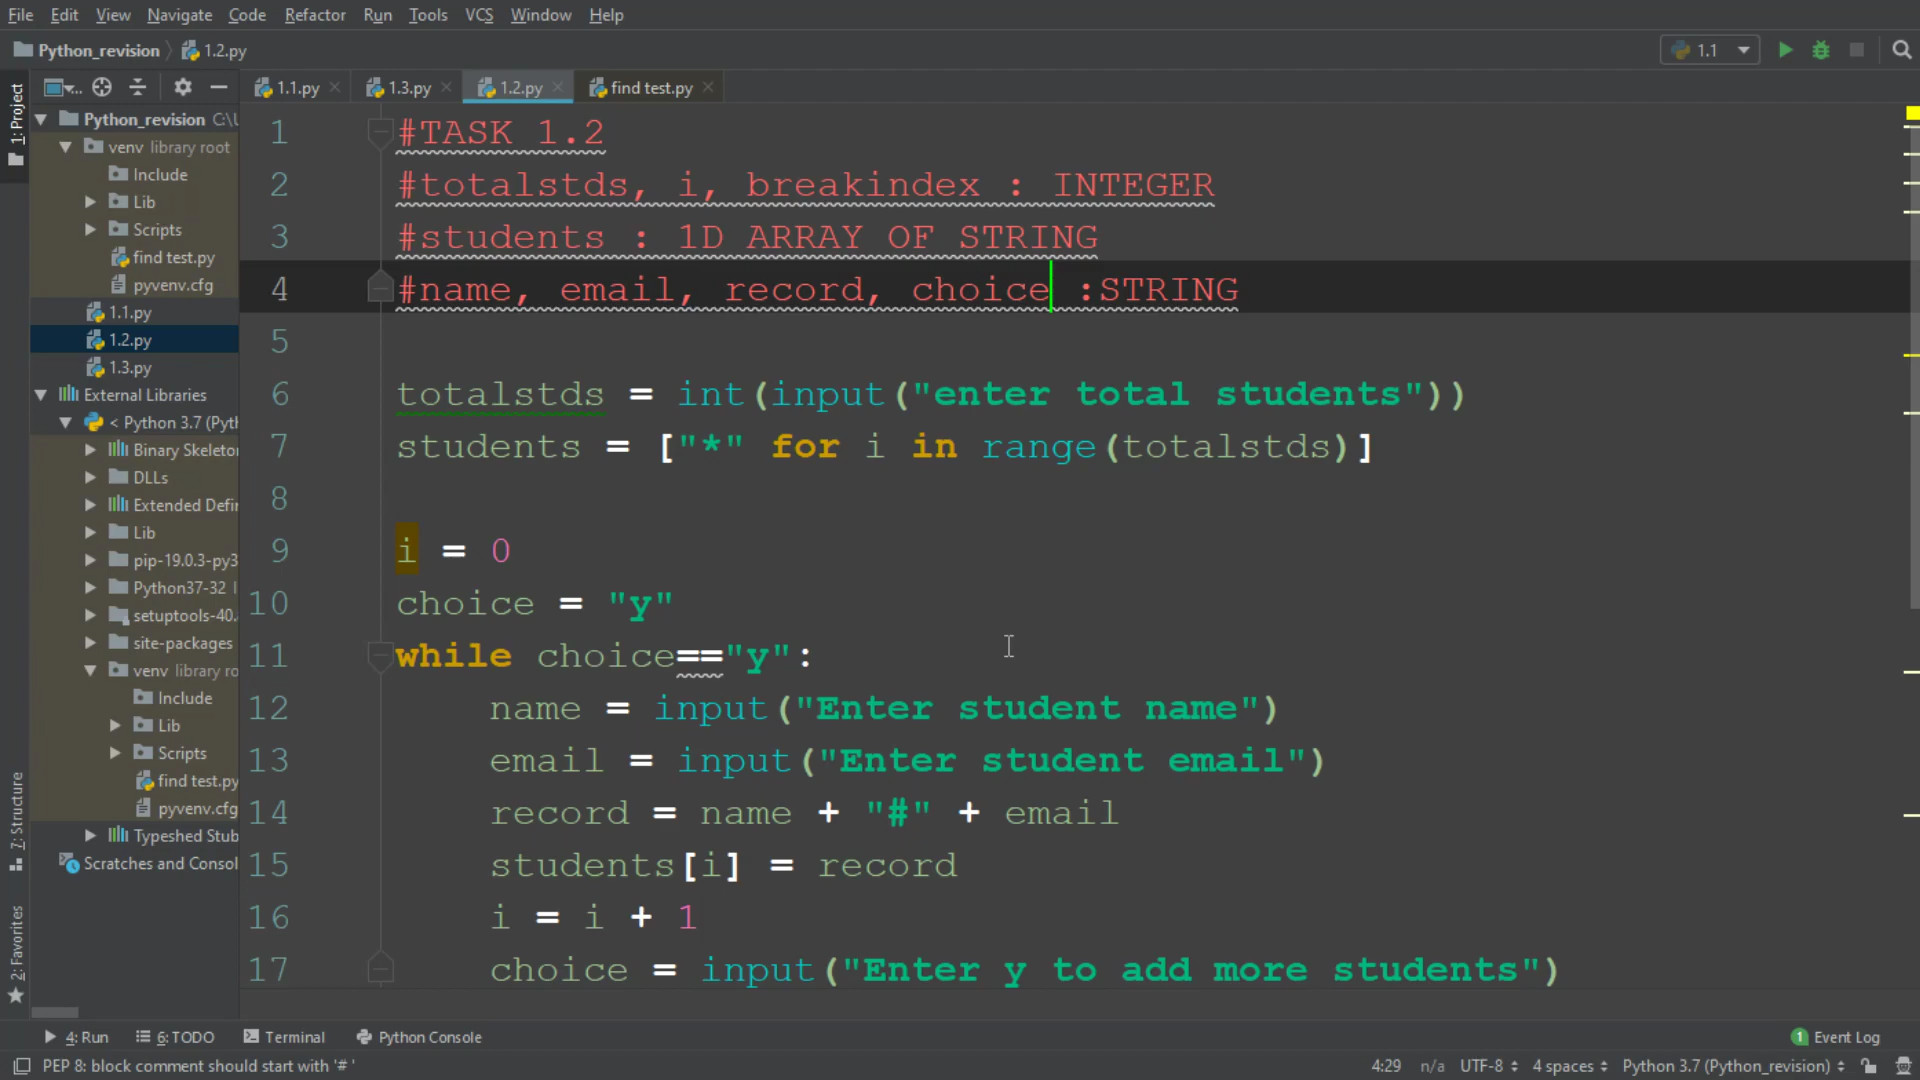 File Edit View Navigate Code Refactor Run Tools VCS Window Help
Python_revision 1.2.py 1.1
1.1.py 1.3.py 1.2.py find test.py
1: Project
Python_revision C:\
venv library root
Include
Lib
Scripts
find test.py
pyvenv.cfg
1.1.py
1.2.py
1.3.py
External Libraries
< Python 3.7 (Pyth
Binary Skeleto
DLLs
Extended Defi
Lib
pip-19.0.3-py3
Python37-32
setuptools-40.
site-packages
venv library ro
Include
Lib
Scripts
find test.py
pyvenv.cfg
Typeshed Stub
Scratches and Consol
7: Structure
2: Favorites
1 #TASK 1.2
2 #totalstds, i, breakindex : INTEGER
3 #students : 1D ARRAY OF STRING
4 #name, email, record, choice :STRING
5
6 totalstds = int(input("enter total students"))
7 students = ["*" for i in range(totalstds)]
8
9 i = 0
10 choice = "y"
11 while choice=="y":
12 name = input("Enter student name")
13 email = input("Enter student email")
14 record = name + "#" + email
15 students[i] = record
16 i = i + 1
17 choice = input("Enter y to add more students")
4: Run 6: TODO Terminal Python Console 1 Event Log
PEP 8: block comment should start with '# ' 4:29 n/a UTF-8 4 spaces Python 3.7 (Python_revision)